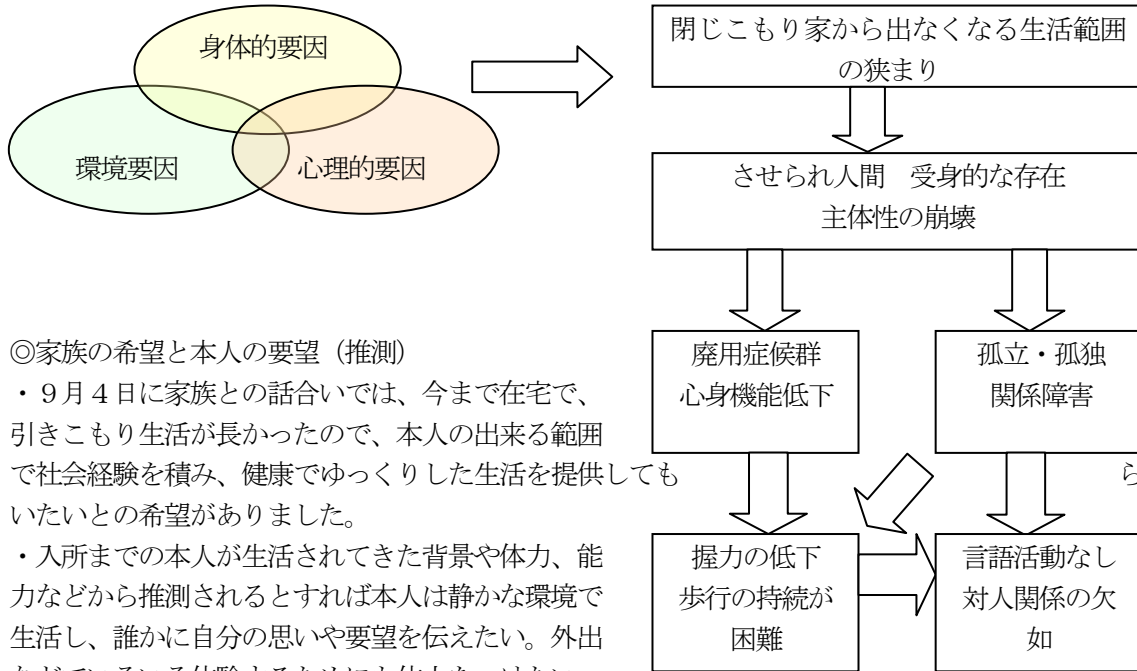 身体的要因
環境要因
心理的要因
閉じこもり家から出なくなる生活範囲
の狭まり
させられ人間　受身的な存在
主体性の崩壊
廃用症候群
心身機能低下
孤立・孤独
関係障害
握力の低下
歩行の持続が
困難
言語活動なし
対人関係の欠
如
◎家族の希望と本人の要望（推測）
・９月４日に家族との話合いでは、今まで在宅で、
引きこもり生活が長かったので、本人の出来る範囲
で社会経験を積み、健康でゆっくりした生活を提供しても　ら
いたいとの希望がありました。
・入所までの本人が生活されてきた背景や体力、能
力などから推測されるとすれば本人は静かな環境で
生活し、誰かに自分の思いや要望を伝えたい。外出